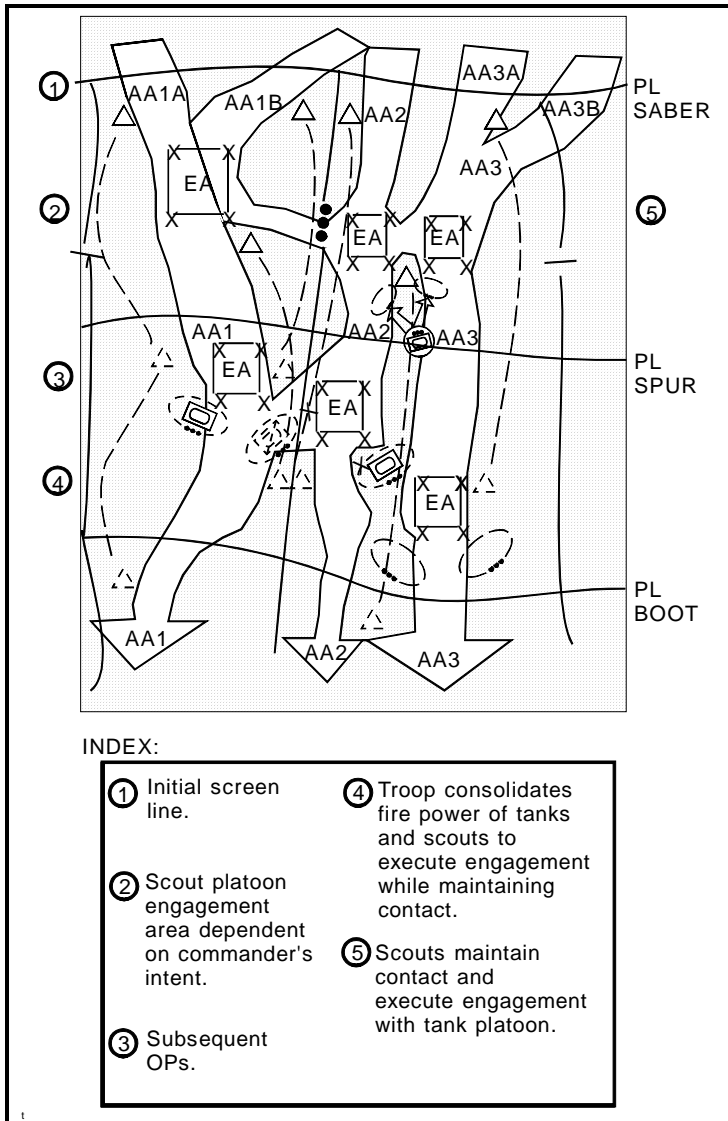 1
PL
SABER
AA1A
AA1B
AA2
AA3A
AA3B
AA3
EA
2
5
EA
EA
AA1
AA2
AA3
PL
SPUR
EA
3
EA
4
EA
PL
BOOT
AA1
AA2
AA3
INDEX:
1 Initial screen
line.
2 Scout platoon
engagement
area dependent
on commander's
intent.
3 Subsequent
OPs.
4 Troop consolidates
fire power of tanks
and scouts to
execute engagement
while maintaining
contact.
5 Scouts maintain
contact and
execute engagement
with tank platoon.
t